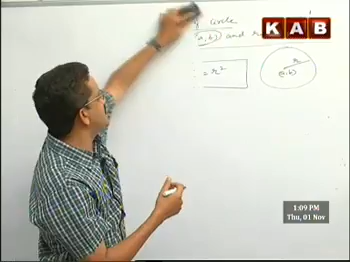 circle
KAB
(a,b) and r
= r²
r
(a,b)
1:09 PM
Thu, 01 Nov